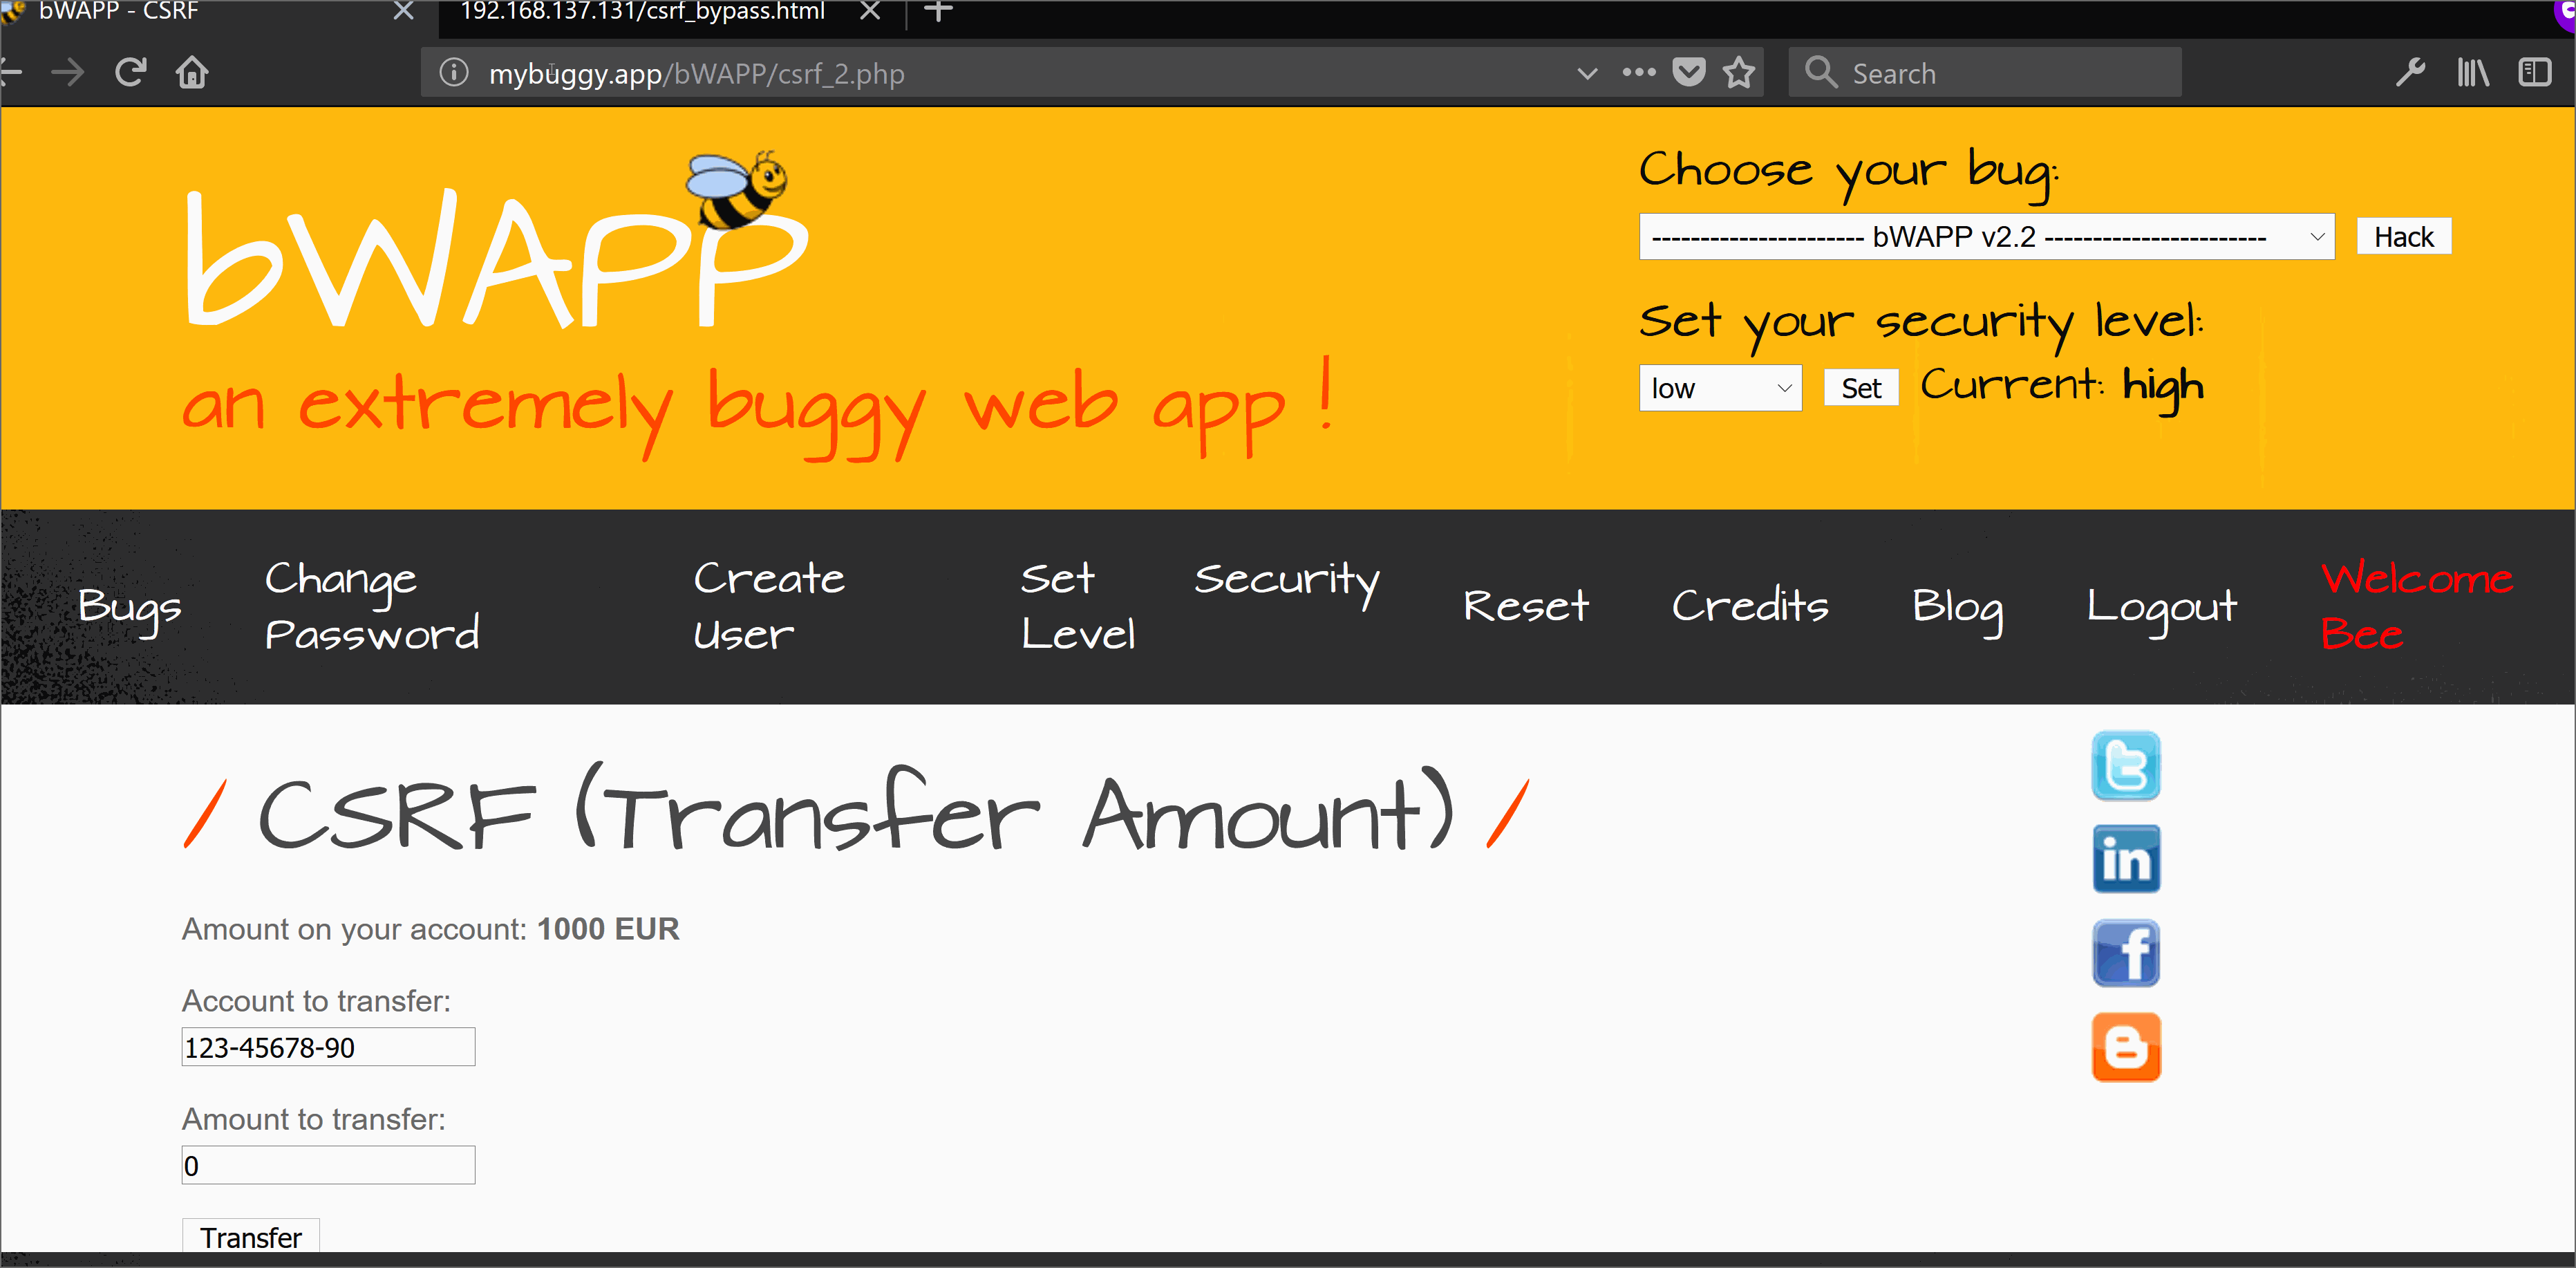 bWAPP - CSRF
192.168.137.131/csrf_bypass.html
mybuggy.app/bWAPP/csrf_2.php
Search
bWAPP
an extremely buggy web app !
Choose your bug:
----------------------- bWAPP v2.2 -----------------------
Hack
Set your security level:
low
Set
Current: high
Bugs
Change Password
Create User
Set Security Level
Reset
Credits
Blog
Logout
Welcome Bee
/ CSRF (Transfer Amount) /
Amount on your account: 1000 EUR
Account to transfer:
123-45678-90
Amount to transfer:
0
Transfer